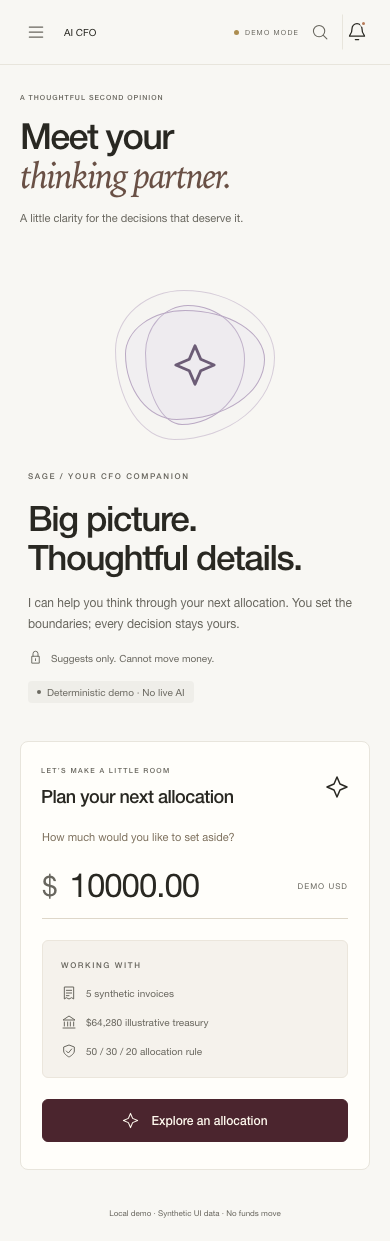 AI CFO
DEMO MODE
A THOUGHTFUL SECOND OPINION
Meet your
thinking partner.
A little clarity for the decisions that deserve it.
SAGE / YOUR CFO COMPANION
Big picture.
Thoughtful details.
I can help you think through your next allocation. You set the
boundaries; every decision stays yours.
Suggests only. Cannot move money.
Deterministic demo · No live AI
LET'S MAKE A LITTLE ROOM
Plan your next allocation
How much would you like to set aside?
$ 10000.00
DEMO USD
WORKING WITH
5 synthetic invoices
$64,280 illustrative treasury
50 / 30 / 20 allocation rule
Explore an allocation
Local demo · Synthetic UI data · No funds move